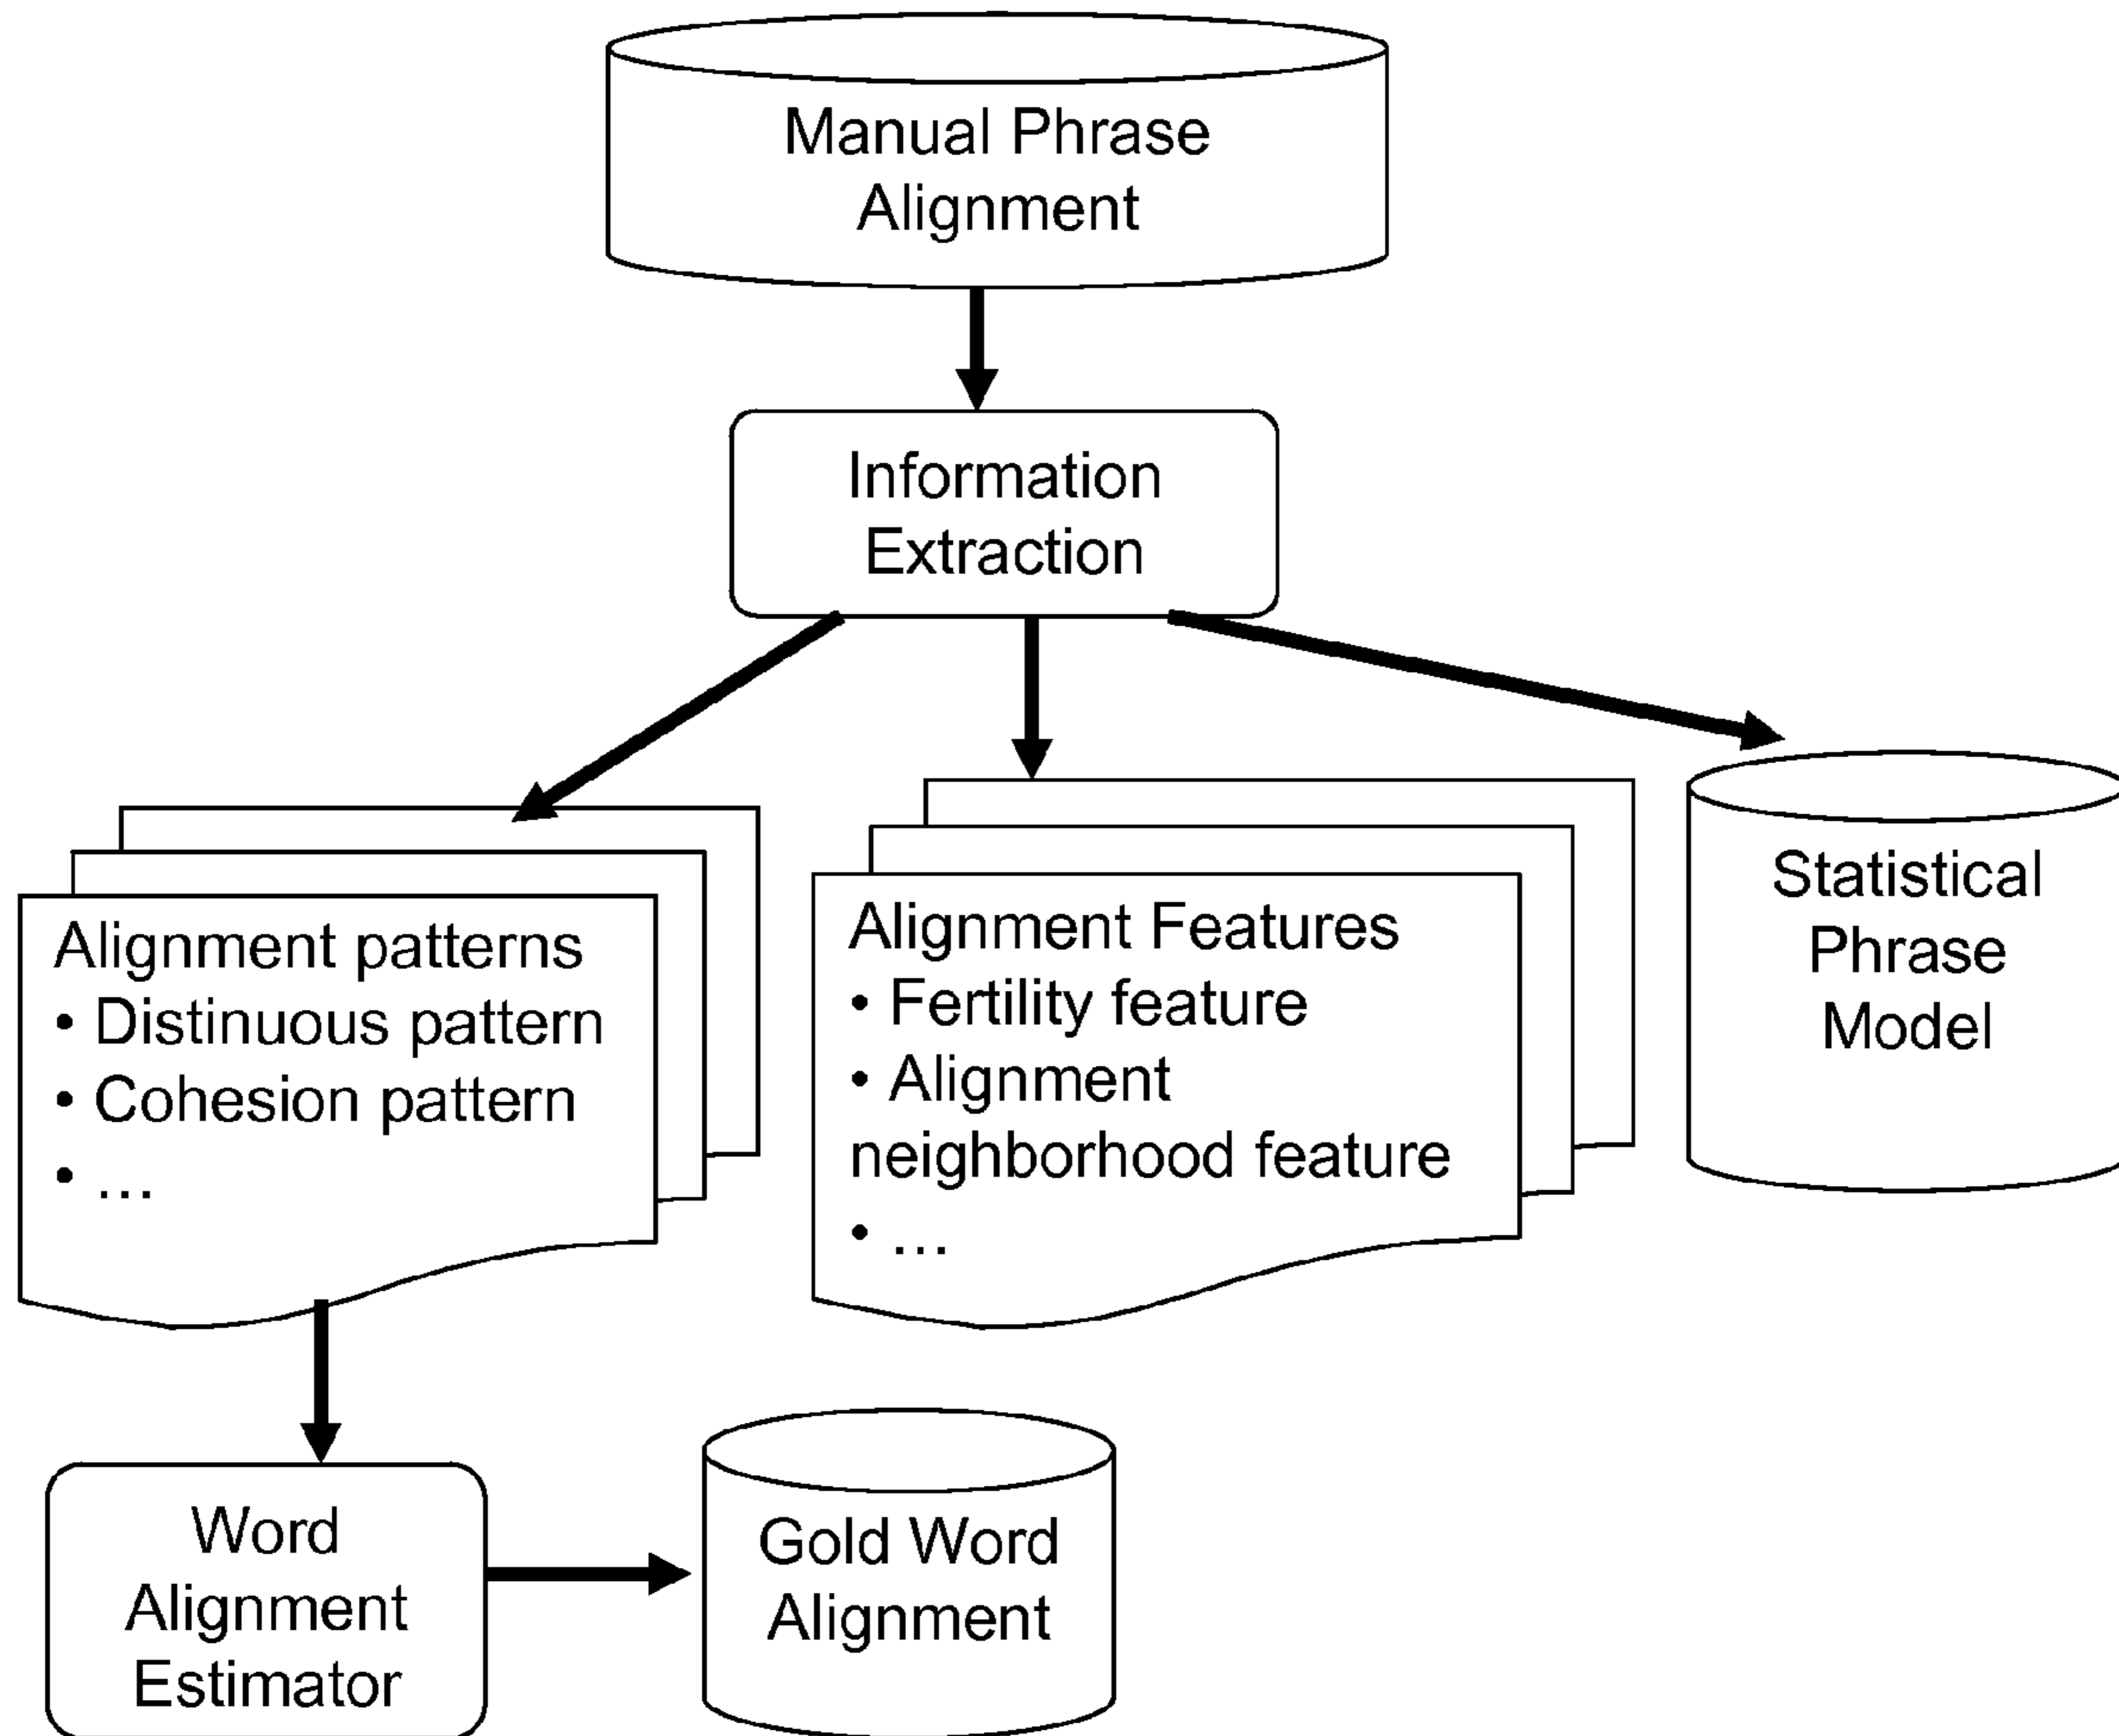 Manual Phrase
Alignment
Information
Extraction
Alignment patterns
• Distinuous pattern
• Cohesion pattern
• ...
Alignment Features
• Fertility feature
• Alignment
neighborhood feature
• ...
Statistical
Phrase
Model
Word
Alignment
Estimator
Gold Word
Alignment